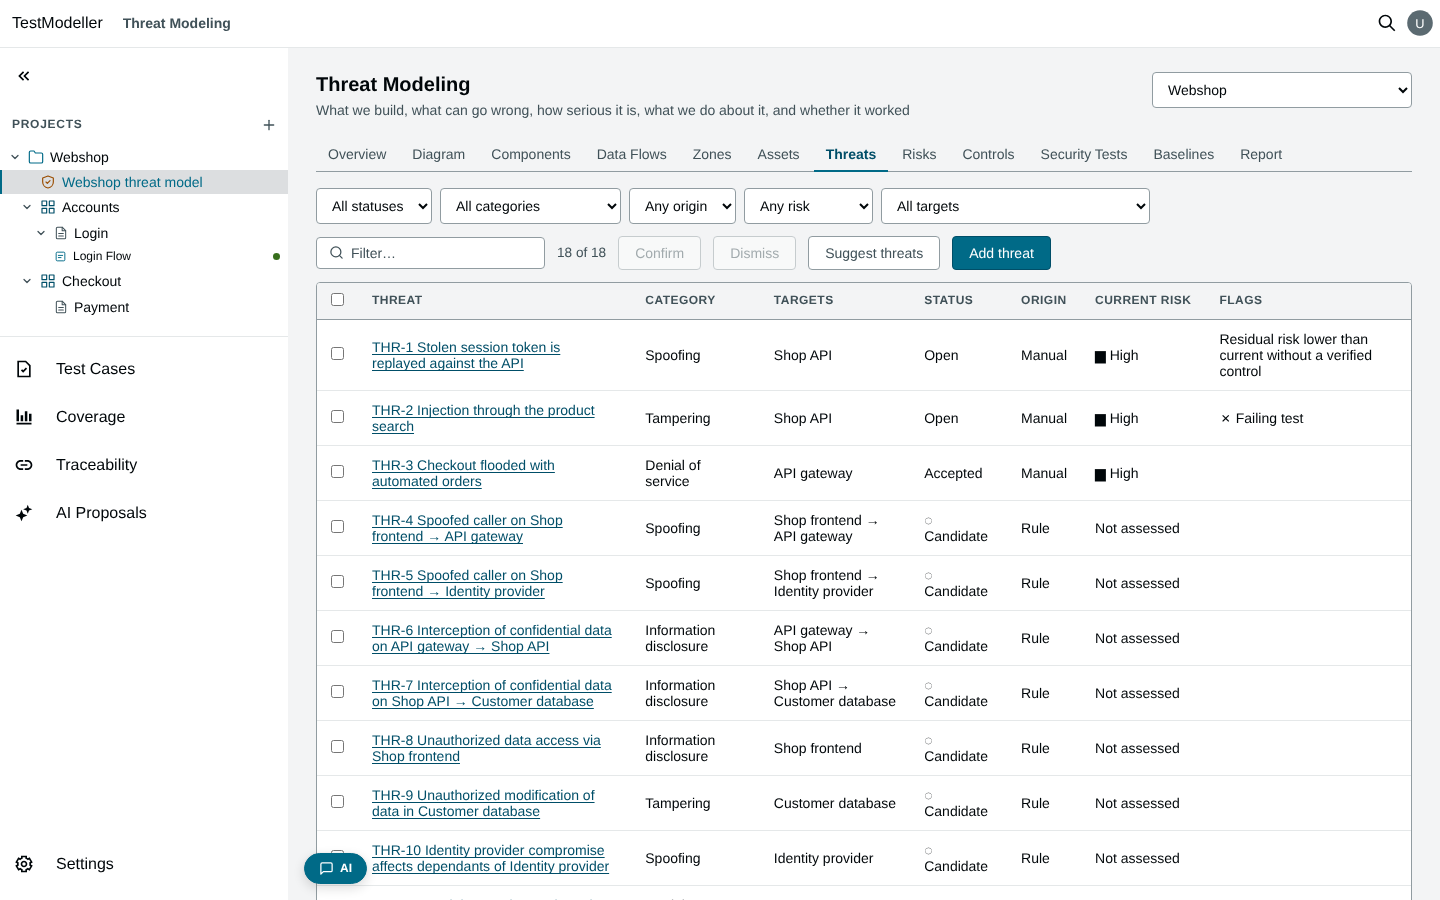 TestModeller
Threat Modeling
U
PROJECTS
Webshop
Webshop threat model
Accounts
Login
Login Flow
Checkout
Payment
Test Cases
Coverage
Traceability
AI Proposals
Settings
Threat Modeling
What we build, what can go wrong, how serious it is, what we do about it, and whether it worked
Webshop
Overview Diagram Components Data Flows Zones Assets Threats Risks Controls Security Tests Baselines Report
All statuses All categories Any origin Any risk All targets
Filter… 18 of 18 Confirm Dismiss Suggest threats Add threat
THREAT CATEGORY TARGETS STATUS ORIGIN CURRENT RISK FLAGS
THR-1 Stolen session token is
replayed against the API
Spoofing
Shop API
Open
Manual
High
Residual risk lower than
current without a verified
control
THR-2 Injection through the product
search
Tampering
Shop API
Open
Manual
High
× Failing test
THR-3 Checkout flooded with
automated orders
Denial of
service
API gateway
Accepted
Manual
High
THR-4 Spoofed caller on Shop
frontend → API gateway
Spoofing
Shop frontend →
API gateway
Candidate
Rule
Not assessed
THR-5 Spoofed caller on Shop
frontend → Identity provider
Spoofing
Shop frontend →
Identity provider
Candidate
Rule
Not assessed
THR-6 Interception of confidential data
on API gateway → Shop API
Information
disclosure
API gateway →
Shop API
Candidate
Rule
Not assessed
THR-7 Interception of confidential data
on Shop API → Customer database
Information
disclosure
Shop API →
Customer database
Candidate
Rule
Not assessed
THR-8 Unauthorized data access via
Shop frontend
Information
disclosure
Shop frontend
Candidate
Rule
Not assessed
THR-9 Unauthorized modification of
data in Customer database
Tampering
Customer database
Candidate
Rule
Not assessed
THR-10 Identity provider compromise
affects dependants of Identity provider
Spoofing
Identity provider
Candidate
Rule
Not assessed
AI